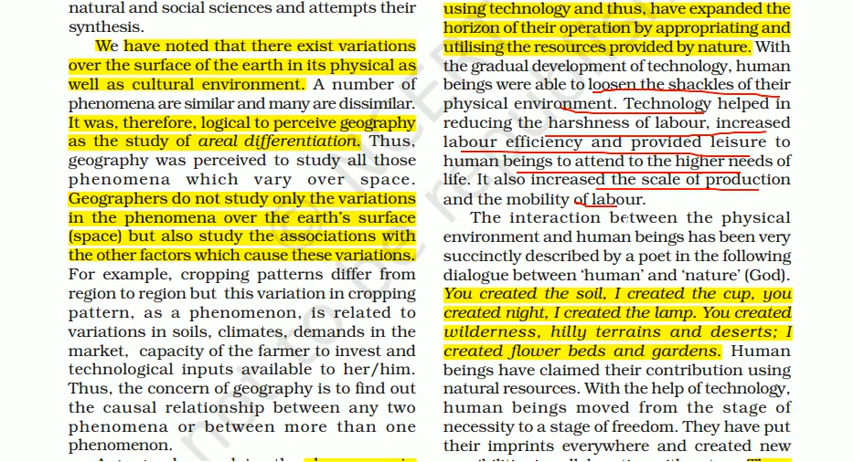 natural and social sciences and attempts their
synthesis.
We have noted that there exist variations
over the surface of the earth in its physical as
well as cultural environment. A number of
phenomena are similar and many are dissimilar.
It was, therefore, logical to perceive geography
as the study of areal differentiation. Thus,
geography was perceived to study all those
phenomena which vary over space.
Geographers do not study only the variations
in the phenomena over the earth's surface
(space) but also study the associations with
the other factors which cause these variations.
For example, cropping patterns differ from
region to region but this variation in cropping
pattern, as a phenomenon, is related to
variations in soils, climates, demands in the
market, capacity of the farmer to invest and
technological inputs available to her/him.
Thus, the concern of geography is to find out
the causal relationship between any two
phenomena or between more than one
phenomenon.
using technology and thus, have expanded the
horizon of their operation by appropriating and
utilising the resources provided by nature. With
the gradual development of technology, human
beings were able to loosen the shackles of their
physical environment. Technology helped in
reducing the harshness of labour, increased
labour efficiency and provided leisure to
human beings to attend to the higher needs of
life. It also increased the scale of production
and the mobility of labour.
The interaction between the physical
environment and human beings has been very
succinctly described by a poet in the following
dialogue between 'human' and 'nature' (God).
You created the soil, I created the cup, you
created night, I created the lamp. You created
wilderness, hilly terrains and deserts; I
created flower beds and gardens. Human
beings have claimed their contribution using
natural resources. With the help of technology,
human beings moved from the stage of
necessity to a stage of freedom. They have put
their imprints everywhere and created new